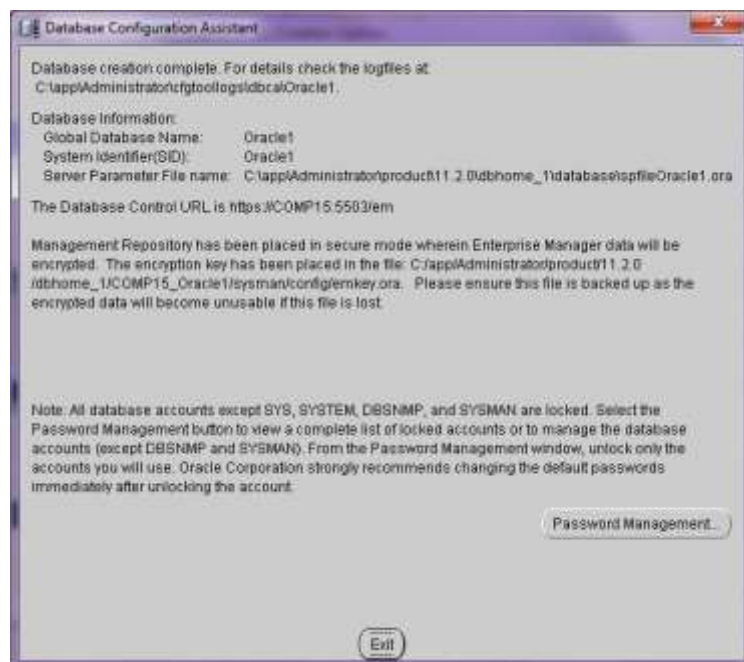 Database Configuration Assistant
Database creation complete. For details check the logfiles at:
C:\app\Administrator\cfgtoollogs\dbca\Oracle1.
Database Information:
Global Database Name: Oracle1
System Identifier(SID): Oracle1
Server Parameter File name: C:\app\Administrator\product\11.2.0\dbhome_1\database\spfileOracle1.ora
The Database Control URL is https://COMP15:5503/em
Management Repository has been placed in secure mode wherein Enterprise Manager data will be
encrypted. The encryption key has been placed in the file: C:/app/Administrator/product/11.2.0
/dbhome_1/COMP15_Oracle1/sysman/config/emkey.ora. Please ensure this file is backed up as the
encrypted data will become unusable if this file is lost.
Note: All database accounts except SYS, SYSTEM, DBSNMP, and SYSMAN are locked. Select the
Password Management button to view a complete list of locked accounts or to manage the database
accounts (except DBSNMP and SYSMAN). From the Password Management window, unlock only the
accounts you will use. Oracle Corporation strongly recommends changing the default passwords
immediately after unlocking the account.
Password Management...
Exit